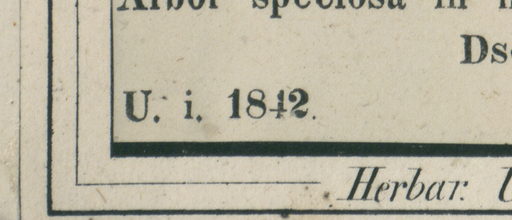 Arbor speciosa in
Ds
U. i. 1842.
Herbar. U